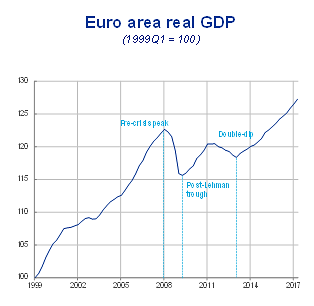 Euro area real GDP
(1999Q1 = 100)
130
125
120
115
110
105
100
Pre-crisis peak
Double-dip
Post-Lehman
trough
1999
2002
2005
2008
2011
2014
2017